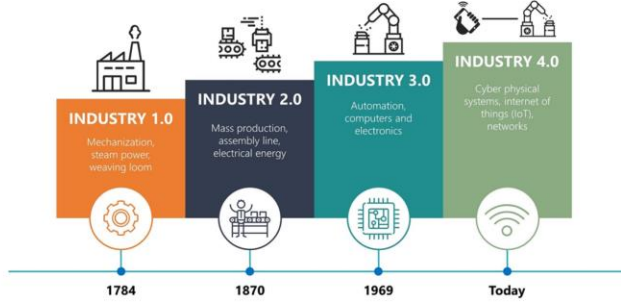 INDUSTRY 1.0
Mechanization,
steam power,
weaving loom
INDUSTRY 2.0
Mass production,
assembly line,
electrical energy
INDUSTRY 3.0
Automation,
computers and
electronics
INDUSTRY 4.0
Cyber physical
systems, internet of
things (IoT),
networks
1784
1870
1969
Today